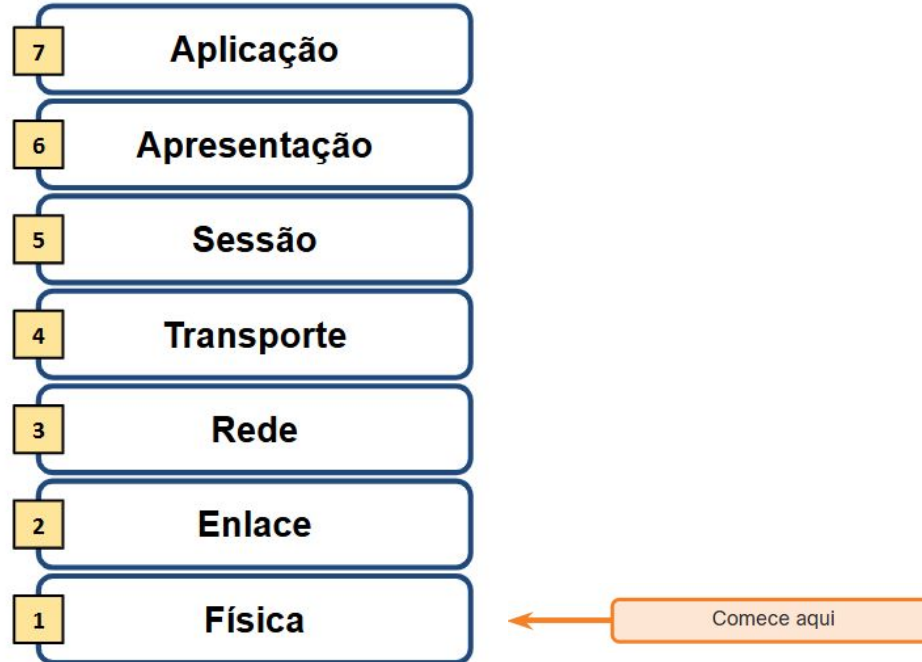 7 Aplicação
6 Apresentação
5 Sessão
4 Transporte
3 Rede
2 Enlace
1 Física Comece aqui